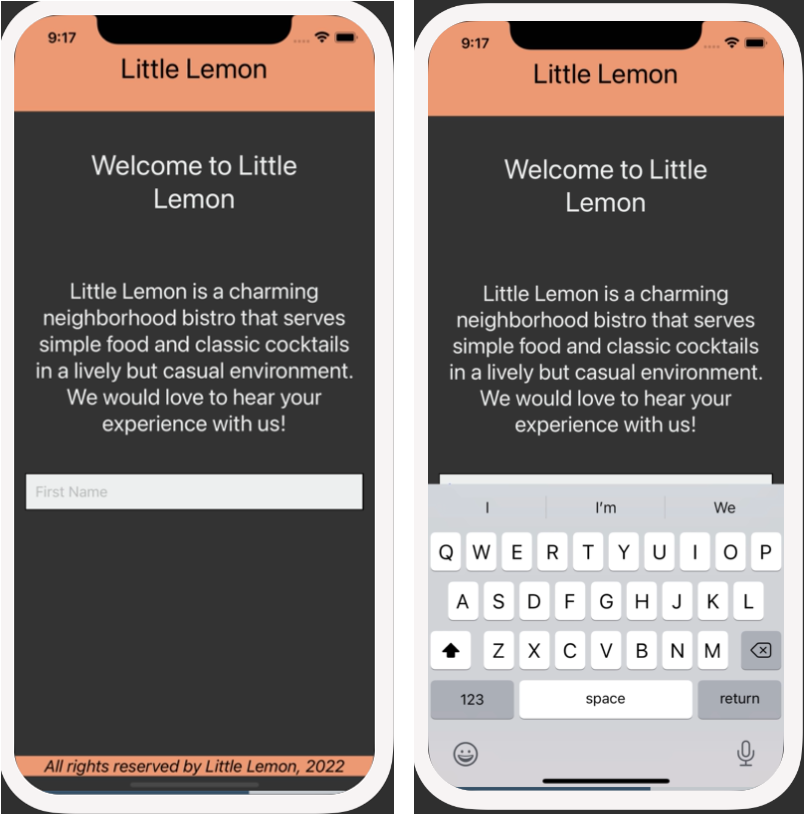 9:17
Little Lemon
Welcome to Little
Lemon
Little Lemon is a charming
neighborhood bistro that serves
simple food and classic cocktails
in a lively but casual environment.
We would love to hear your
experience with us!
First Name
All rights reserved by Little Lemon, 2022
9:17
Little Lemon
Welcome to Little
Lemon
Little Lemon is a charming
neighborhood bistro that serves
simple food and classic cocktails
in a lively but casual environment.
We would love to hear your
experience with us!
I I'm We
Q W E R T Y U I O P
A S D F G H J K L
Z X C V B N M
123 space return